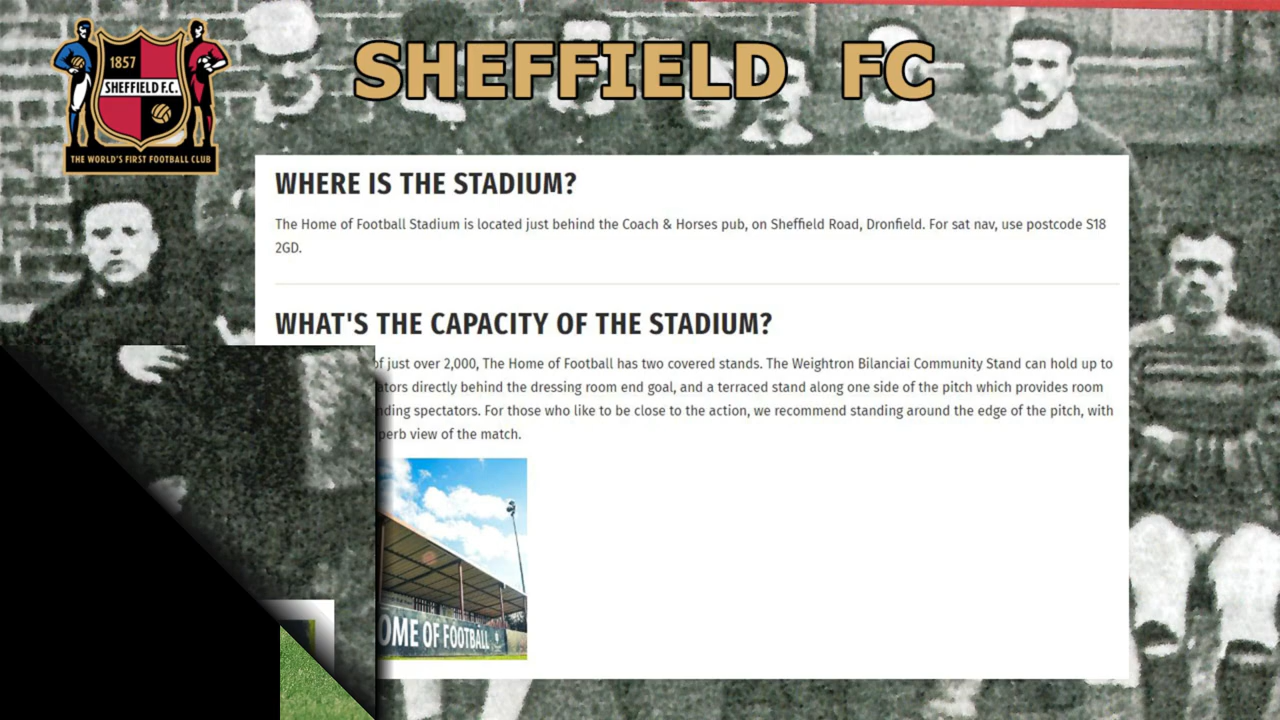 SHEFFIELD FC
1857
SHEFFIELD F.C.
THE WORLD'S FIRST FOOTBALL CLUB
WHERE IS THE STADIUM?
The Home of Football Stadium is located just behind the Coach & Horses pub, on Sheffield Road, Dronfield. For sat nav, use postcode S18
2GD.
WHAT'S THE CAPACITY OF THE STADIUM?
of just over 2,000, The Home of Football has two covered stands. The Weightron Bilanciai Community Stand can hold up to
directly behind the dressing room end goal, and a terraced stand along one side of the pitch which provides room
spectators. For those who like to be close to the action, we recommend standing around the edge of the pitch, with
view of the match.
OME OF FOOTBALL